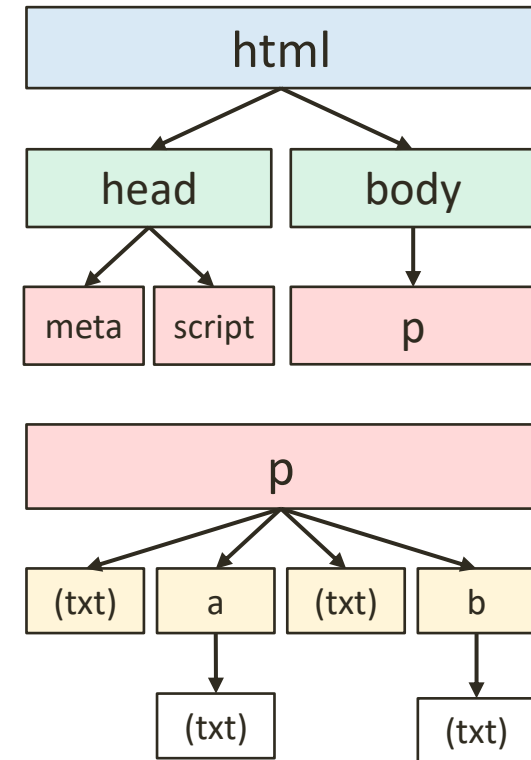 html
head body
meta script p
p
(txt) a (txt) b
(txt) (txt)